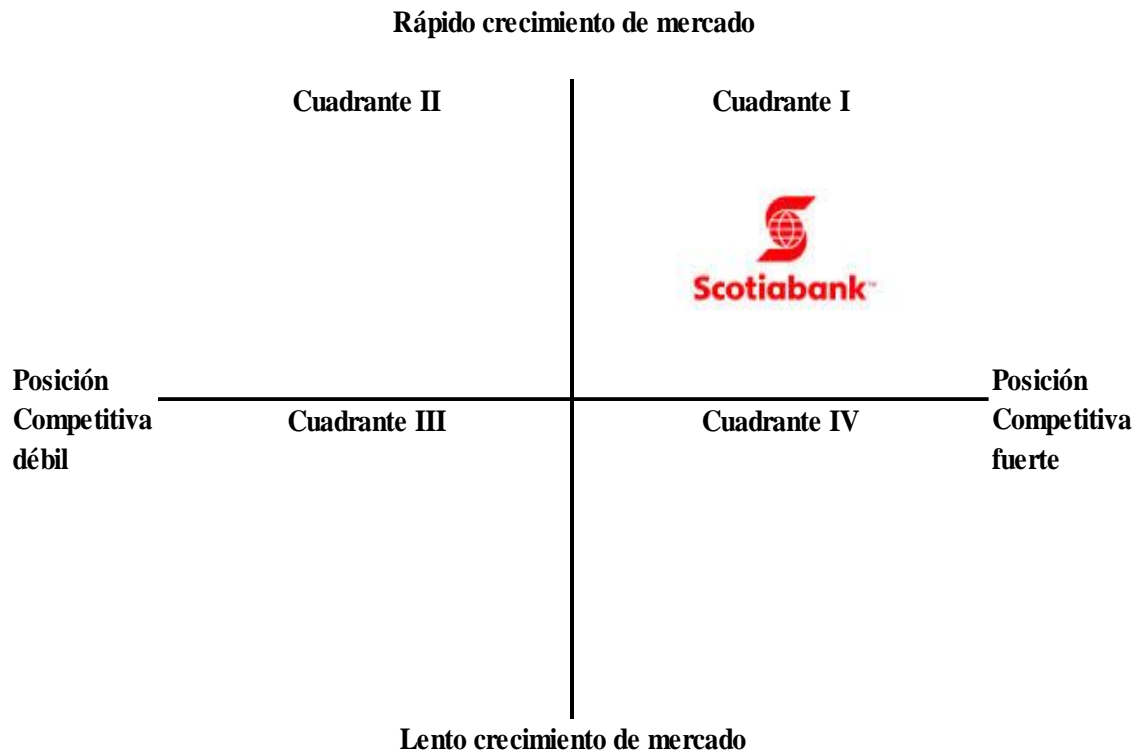 Rápido crecimiento de mercado
Cuadrante II
Cuadrante I
Scotiabank™
Posición
Competitiva
débil
Posición
Competitiva
fuerte
Cuadrante III
Cuadrante IV
Lento crecimiento de mercado